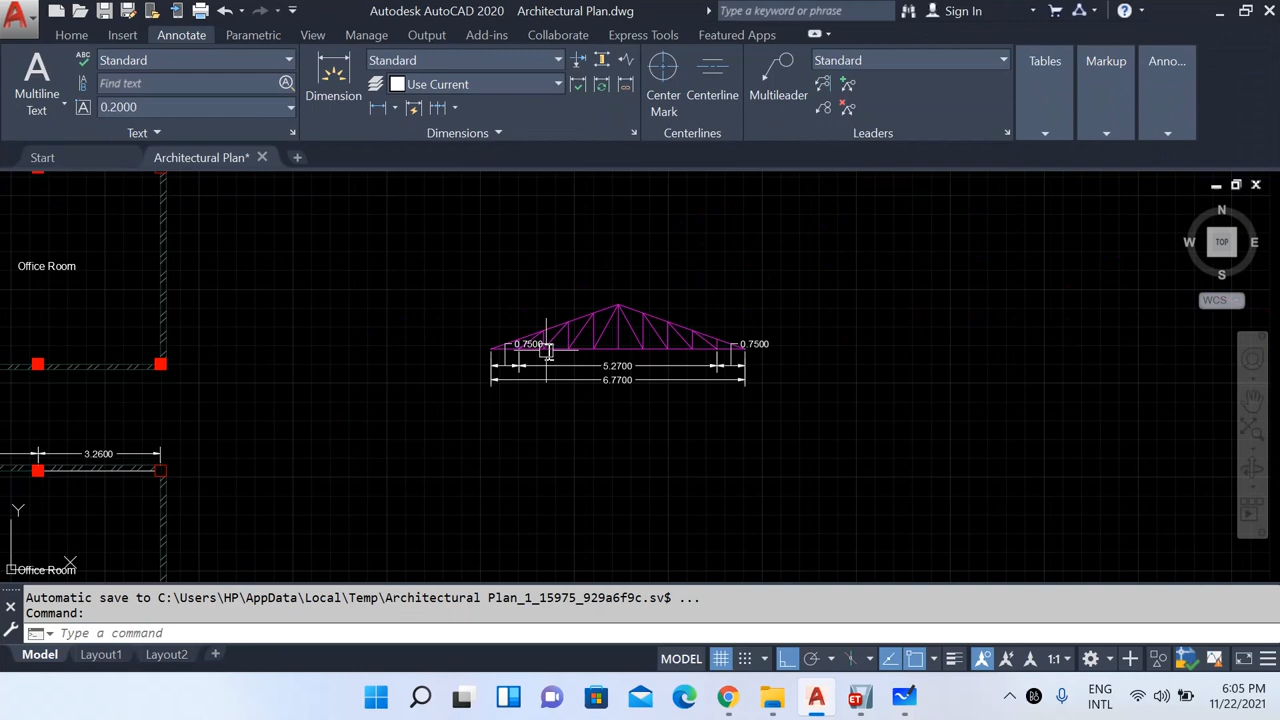 Autodesk AutoCAD 2020 Architectural Plan.dwg
Type a keyword or phrase
Sign In
Home Insert Annotate Parametric View Manage Output Add-ins Collaborate Express Tools Featured Apps
Multiline
Text
ABC
Standard
Find text
0.2000
Text
Dimension
Standard
Use Current
Dimensions
Center
Mark
Centerline
Centerlines
Multileader
Standard
Leaders
Tables
Markup
Anno...
Start
Architectural Plan*
N
W
TOP
E
S
WCS
Office Room
0.7500
0.7500
5.2700
6.7700
3.2600
Y
X
Office Room
Automatic save to C:\Users\HP\AppData\Local\Temp\Architectural Plan_1_15975_929a6f9c.sv$ ...
Command:
Type a command
Model
Layout1
Layout2
MODEL
1:1
ET
ENG
INTL
6:05 PM
11/22/2021